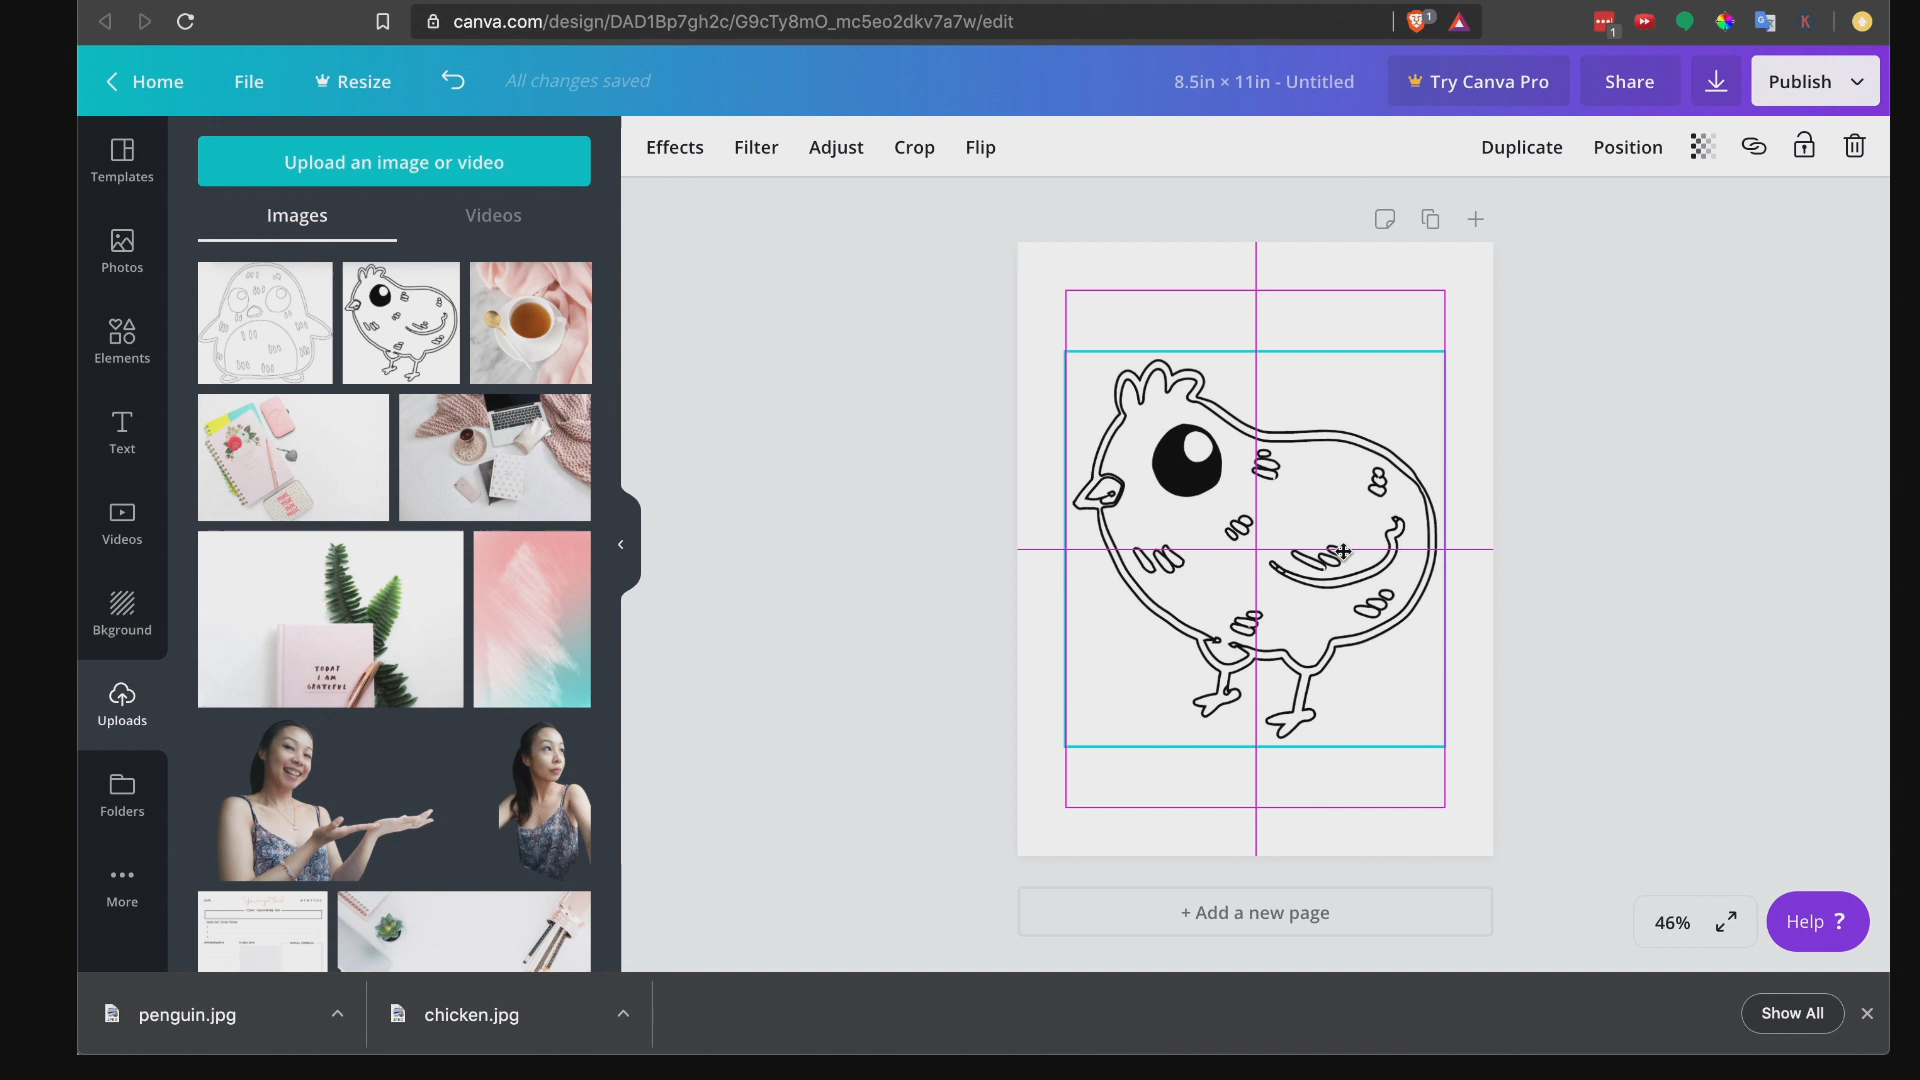 canva.com/design/DAD1Bp7gh2c/G9cTy8mO_mc5eo2dkv7a7w/edit
1
1
Home File Resize All changes saved 8.5in × 11in - Untitled Try Canva Pro Share Publish
Effects Filter Adjust Crop Flip Duplicate Position
Templates
Photos
Elements
Text
Videos
Bkground
Uploads
Folders
More
Upload an image or video
Images Videos
TODAY
I AM
GRATEFUL
+ Add a new page
46%
Help ?
penguin.jpg
chicken.jpg
Show All